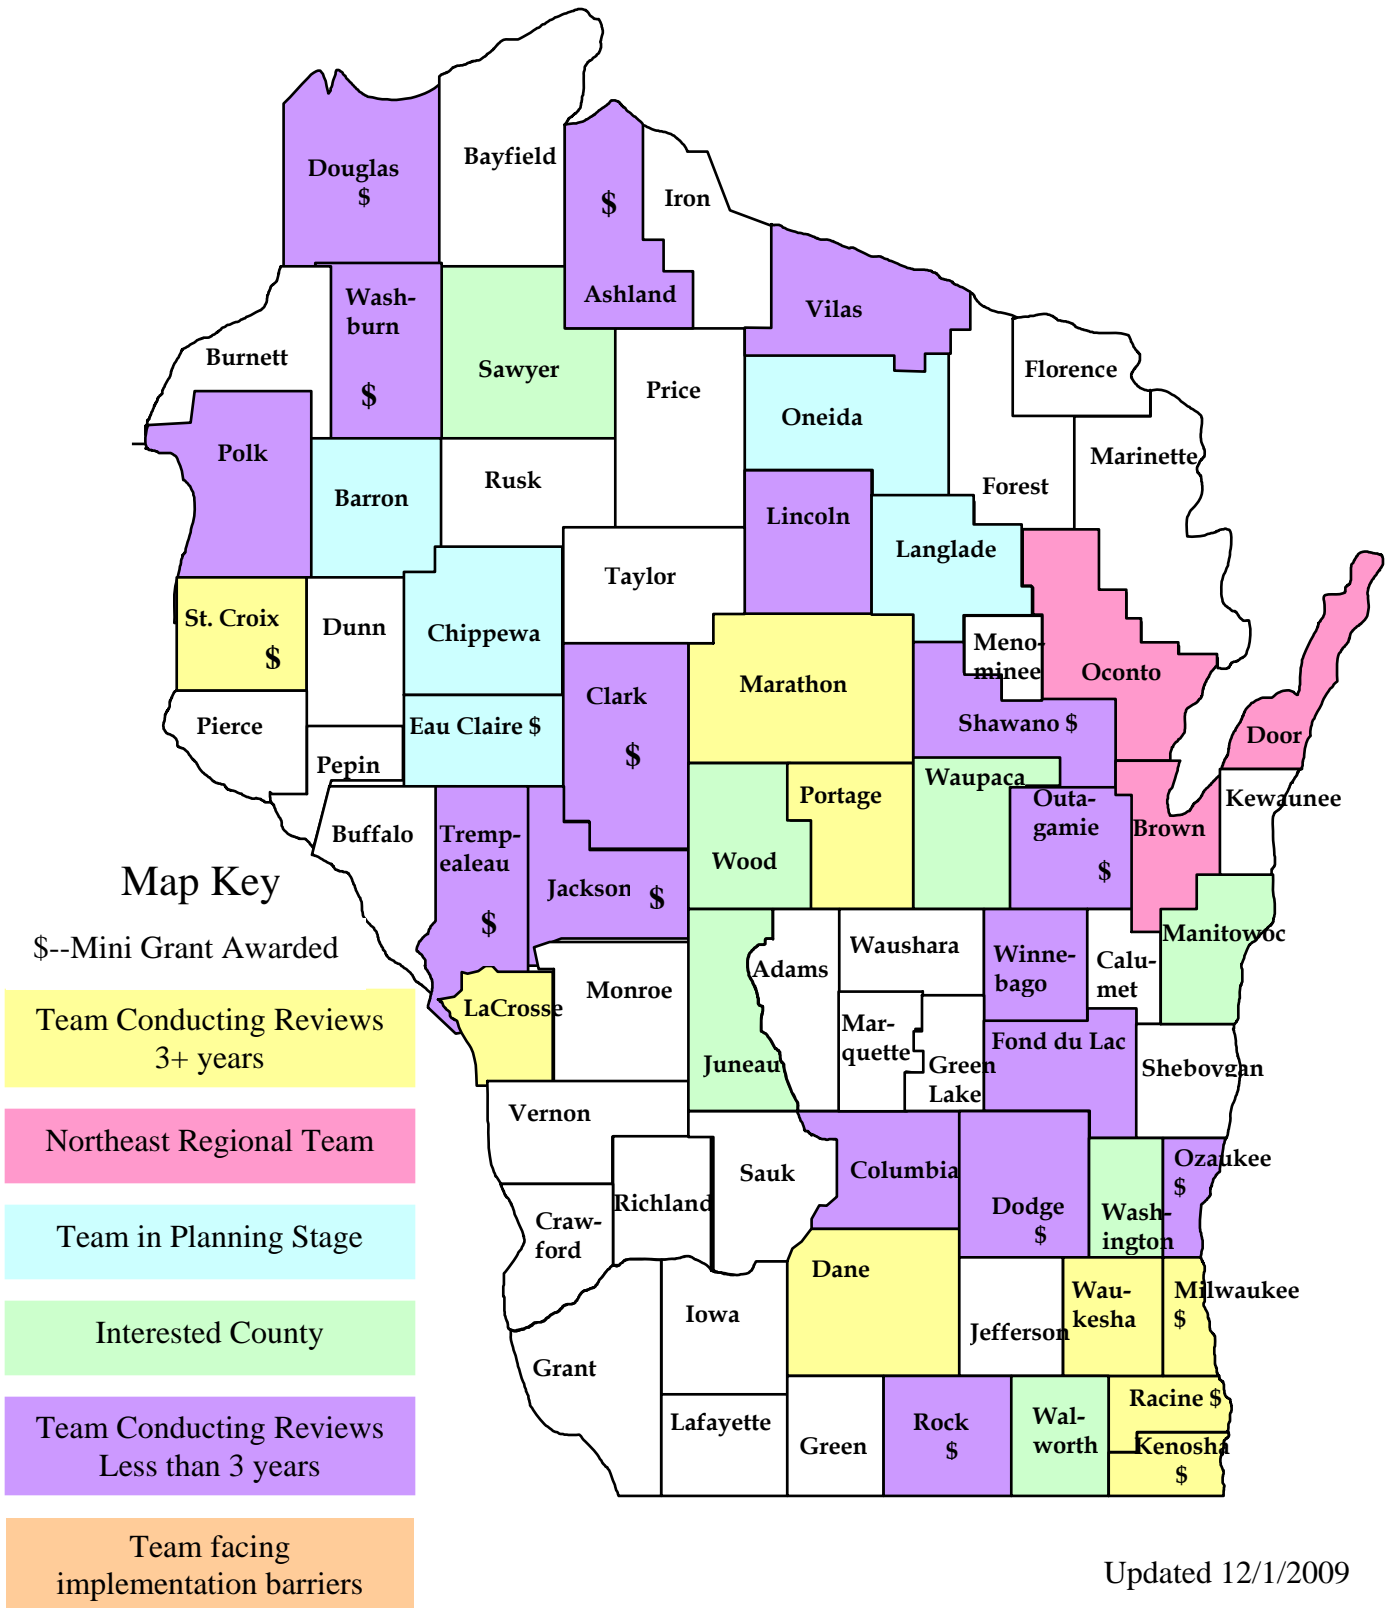 Douglas
$
Bayfield
$
Ashland
Iron
Vilas
Wash-
burn
$
Burnett
Sawyer
Price
Oneida
Florence
Marinette
Forest
Polk
Barron
Rusk
Lincoln
Langlade
Taylor
St. Croix
$
Dunn
Chippewa
Clark
$
Marathon
Meno-
minee
Oconto
Shawano $
Door
Pierce
Pepin
Eau Claire $
Waupaca
Portage
Outa-
gamie
$
Brown
Kewaunee
Buffalo
Tremp-
ealeau
$
Jackson $
Wood
Manitowoc
Waushara
Winne-
bago
Calu-
met
Adams
Monroe
LaCrosse
Juneau
Mar-
quette
Green
Lake
Fond du Lac
Shebovgan
Vernon
Sauk
Columbia
Dodge
$
Wash-
ington
Ozaukee
$
Richland
Craw-
ford
Dane
Iowa
Jefferson
Wau-
kesha
Milwaukee
$
Grant
Lafayette
Green
Rock
$
Wal-
worth
Racine $
Kenosha
$
Map Key
$--Mini Grant Awarded
Team Conducting Reviews
3+ years
Northeast Regional Team
Team in Planning Stage
Interested County
Team Conducting Reviews
Less than 3 years
Team facing
implementation barriers
Updated 12/1/2009